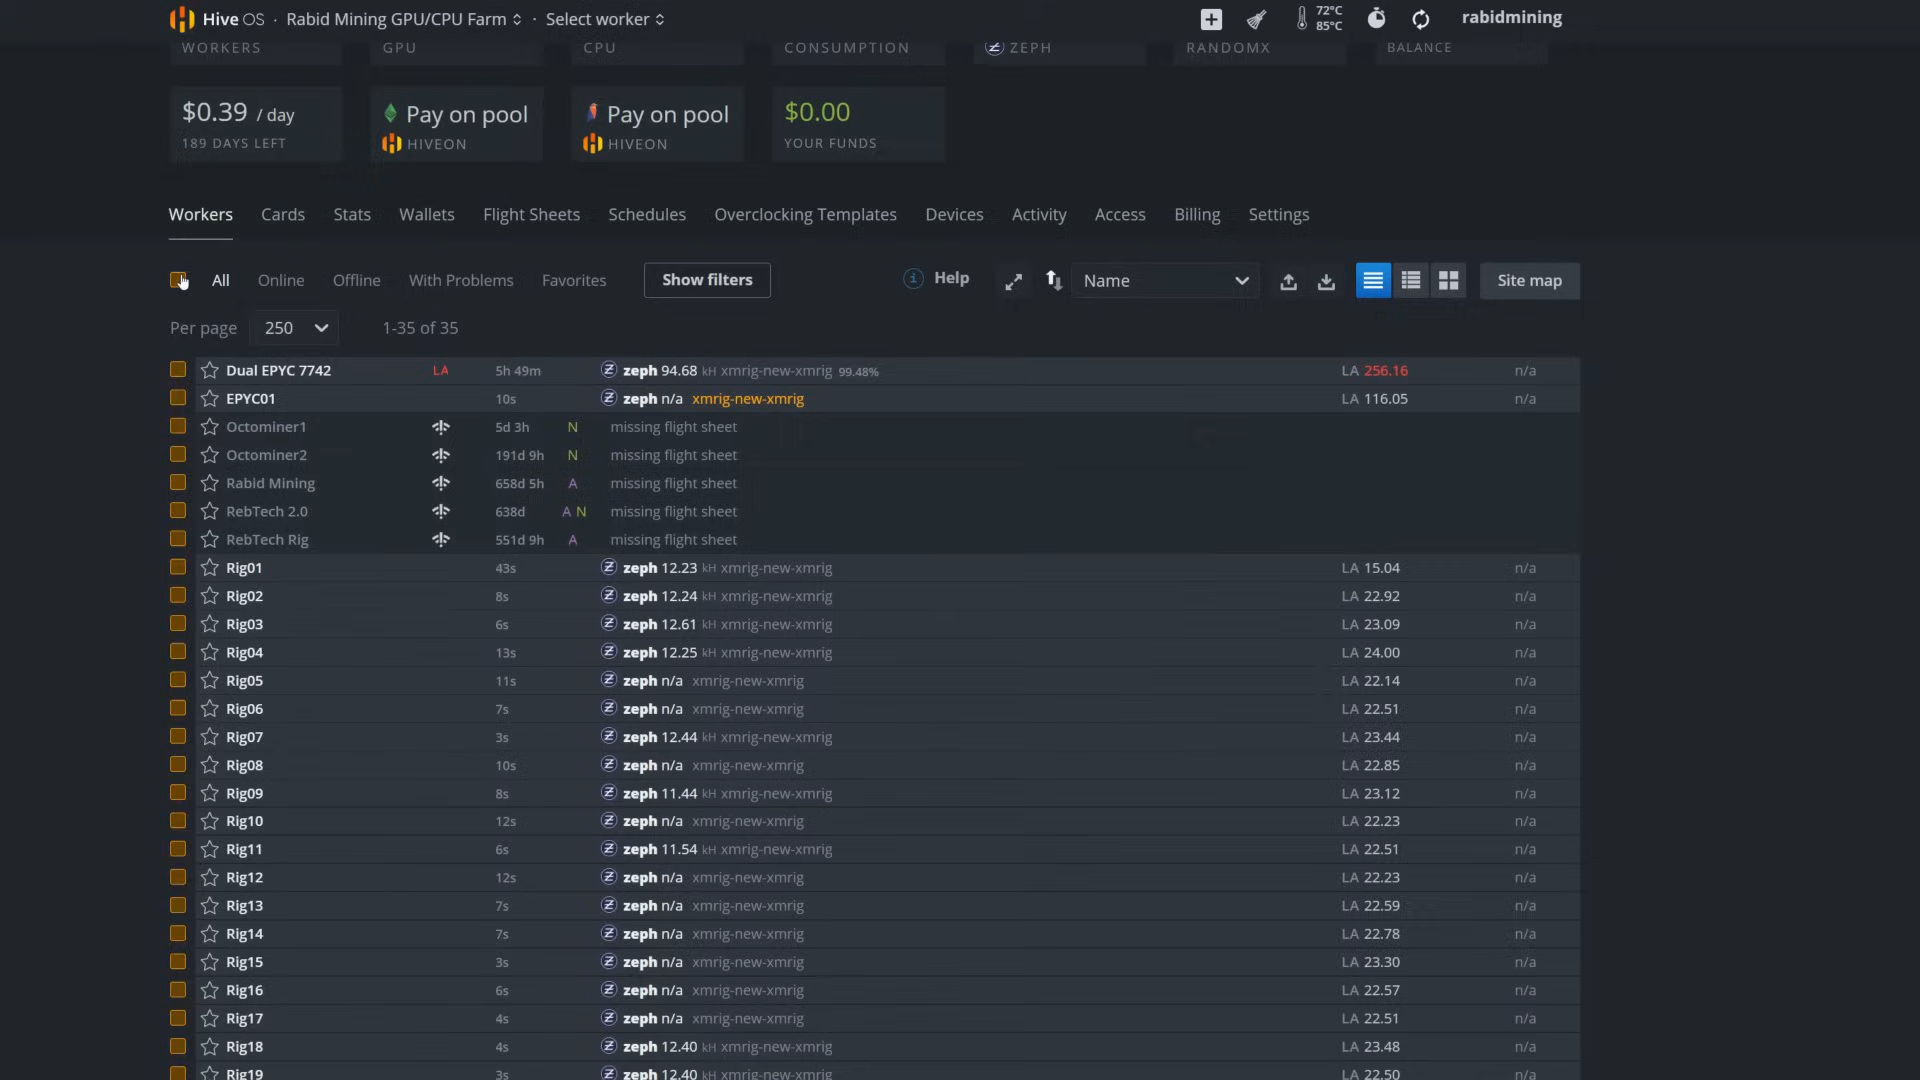 Hive OS · Rabid Mining GPU/CPU Farm · Select worker 72°C 85°C rabidmining
WORKERS GPU CPU CONSUMPTION ZEPH RANDOMX BALANCE
$0.39 / day Pay on pool Pay on pool $0.00
189 DAYS LEFT HIVEON HIVEON YOUR FUNDS
Workers Cards Stats Wallets Flight Sheets Schedules Overclocking Templates Devices Activity Access Billing Settings
All Online Offline With Problems Favorites Show filters Help Name Site map
Per page 250 1-35 of 35
Dual EPYC 7742 LA 5h 49m zeph 94.68 kH xmrig-new-xmrig 99.48% LA 256.16 n/a
EPYC01 10s zeph n/a xmrig-new-xmrig LA 116.05 n/a
Octominer1 5d 3h N missing flight sheet
Octominer2 191d 9h N missing flight sheet
Rabid Mining 658d 5h A missing flight sheet
RebTech 2.0 638d A N missing flight sheet
RebTech Rig 551d 9h A missing flight sheet
Rig01 43s zeph 12.23 kH xmrig-new-xmrig LA 15.04 n/a
Rig02 8s zeph 12.24 kH xmrig-new-xmrig LA 22.92 n/a
Rig03 6s zeph 12.61 kH xmrig-new-xmrig LA 23.09 n/a
Rig04 13s zeph 12.25 kH xmrig-new-xmrig LA 24.00 n/a
Rig05 11s zeph n/a xmrig-new-xmrig LA 22.14 n/a
Rig06 7s zeph n/a xmrig-new-xmrig LA 22.51 n/a
Rig07 3s zeph 12.44 kH xmrig-new-xmrig LA 23.44 n/a
Rig08 10s zeph n/a xmrig-new-xmrig LA 22.85 n/a
Rig09 8s zeph 11.44 kH xmrig-new-xmrig LA 23.12 n/a
Rig10 12s zeph n/a xmrig-new-xmrig LA 22.23 n/a
Rig11 6s zeph 11.54 kH xmrig-new-xmrig LA 22.51 n/a
Rig12 12s zeph n/a xmrig-new-xmrig LA 22.23 n/a
Rig13 7s zeph n/a xmrig-new-xmrig LA 22.59 n/a
Rig14 7s zeph n/a xmrig-new-xmrig LA 22.78 n/a
Rig15 3s zeph n/a xmrig-new-xmrig LA 23.30 n/a
Rig16 6s zeph n/a xmrig-new-xmrig LA 22.57 n/a
Rig17 4s zeph n/a xmrig-new-xmrig LA 22.51 n/a
Rig18 4s zeph 12.40 kH xmrig-new-xmrig LA 23.48 n/a
Rig19 3s zeph 12.40 kH xmrig-new-xmrig LA 22.50 n/a